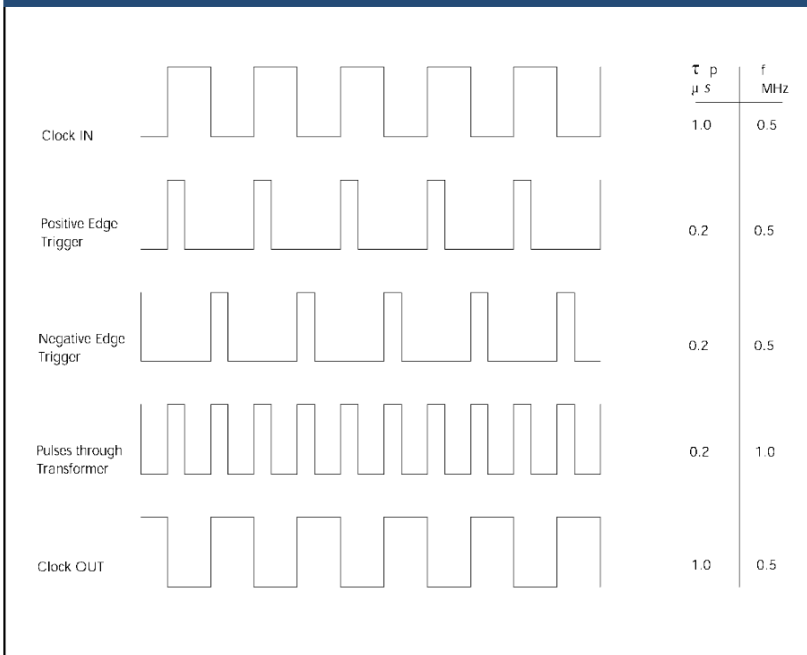 τ p f
μ s MHz
Clock IN 1.0 0.5
Positive Edge
Trigger 0.2 0.5
Negative Edge
Trigger 0.2 0.5
Pulses through
Transformer 0.2 1.0
Clock OUT 1.0 0.5